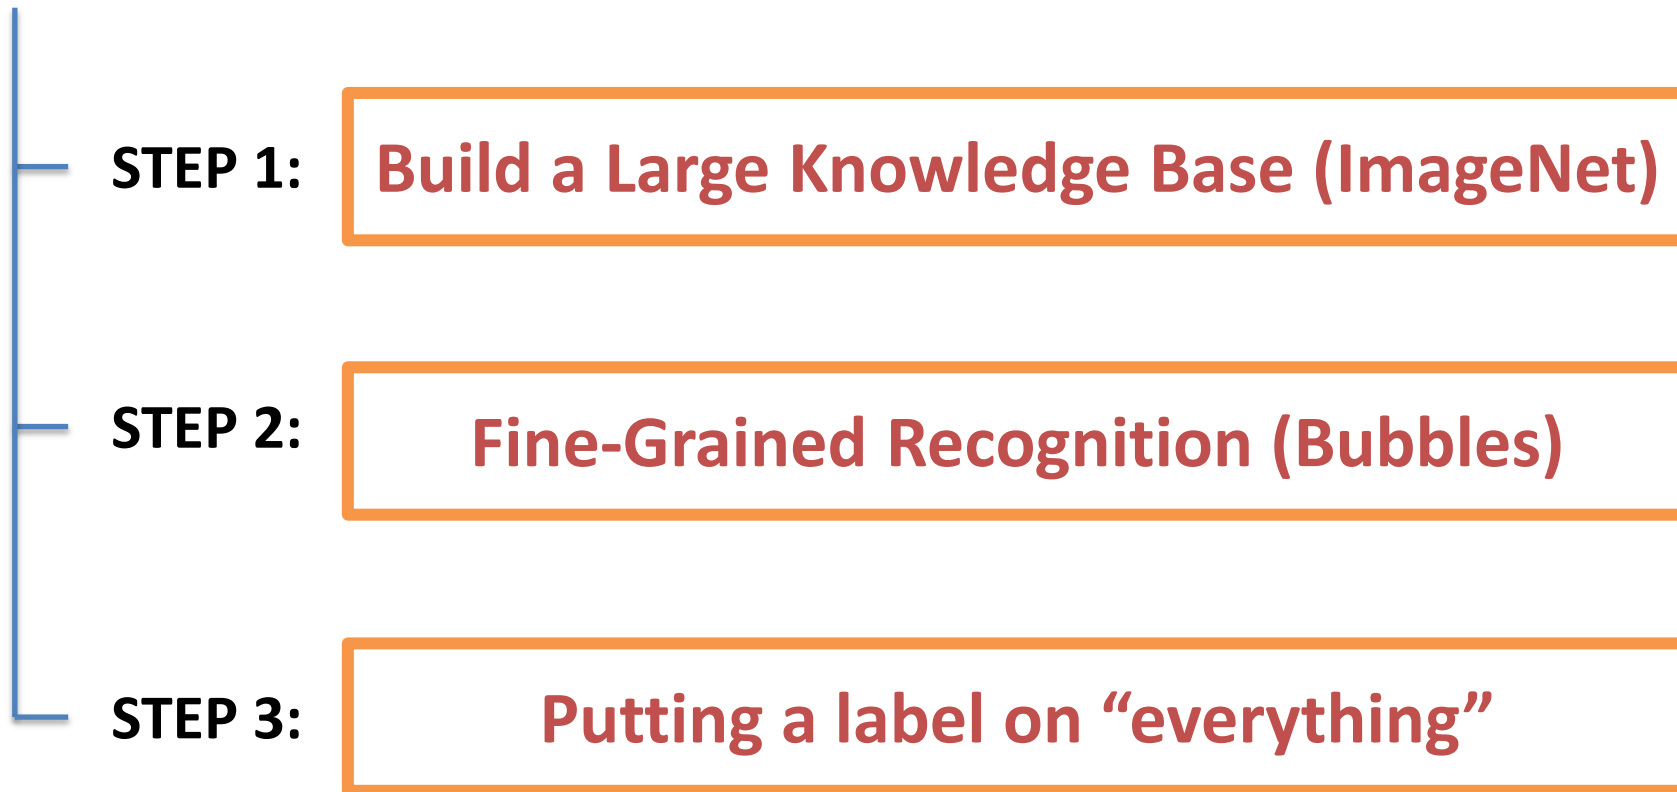 STEP 1: Build a Large Knowledge Base (ImageNet)
STEP 2: Fine-Grained Recognition (Bubbles)
STEP 3: Putting a label on “everything”